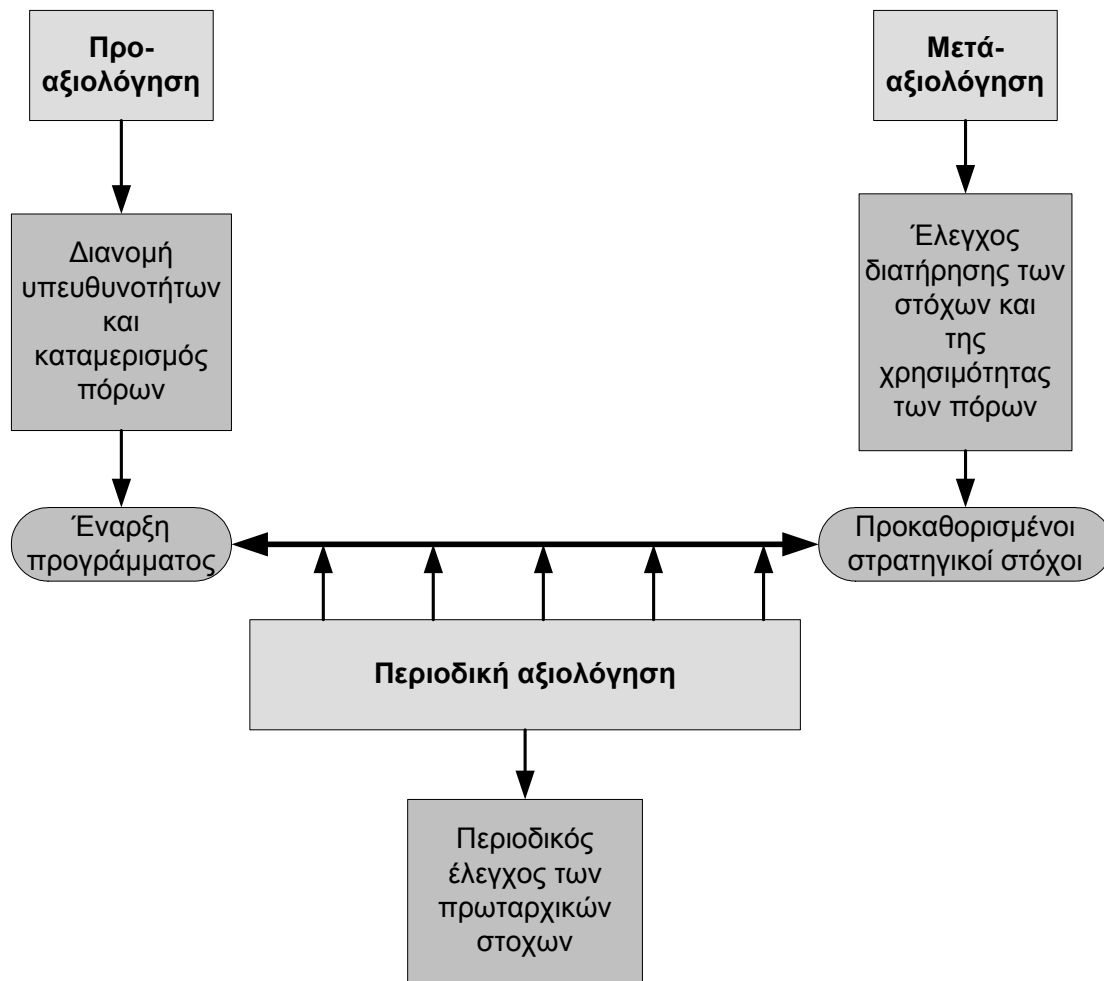 Προ-
αξιολόγηση
Μετά-
αξιολόγηση
Διανομή
υπευθυνοτήτων
και
καταμερισμός
πόρων
Έλεγχος
διατήρησης των
στόχων και
της
χρησιμότητας
των πόρων
Έναρξη
προγράμματος
Προκαθορισμένοι
στρατηγικοί στόχοι
Περιοδική αξιολόγηση
Περιοδικός
έλεγχος των
πρωταρχικών
στοχων